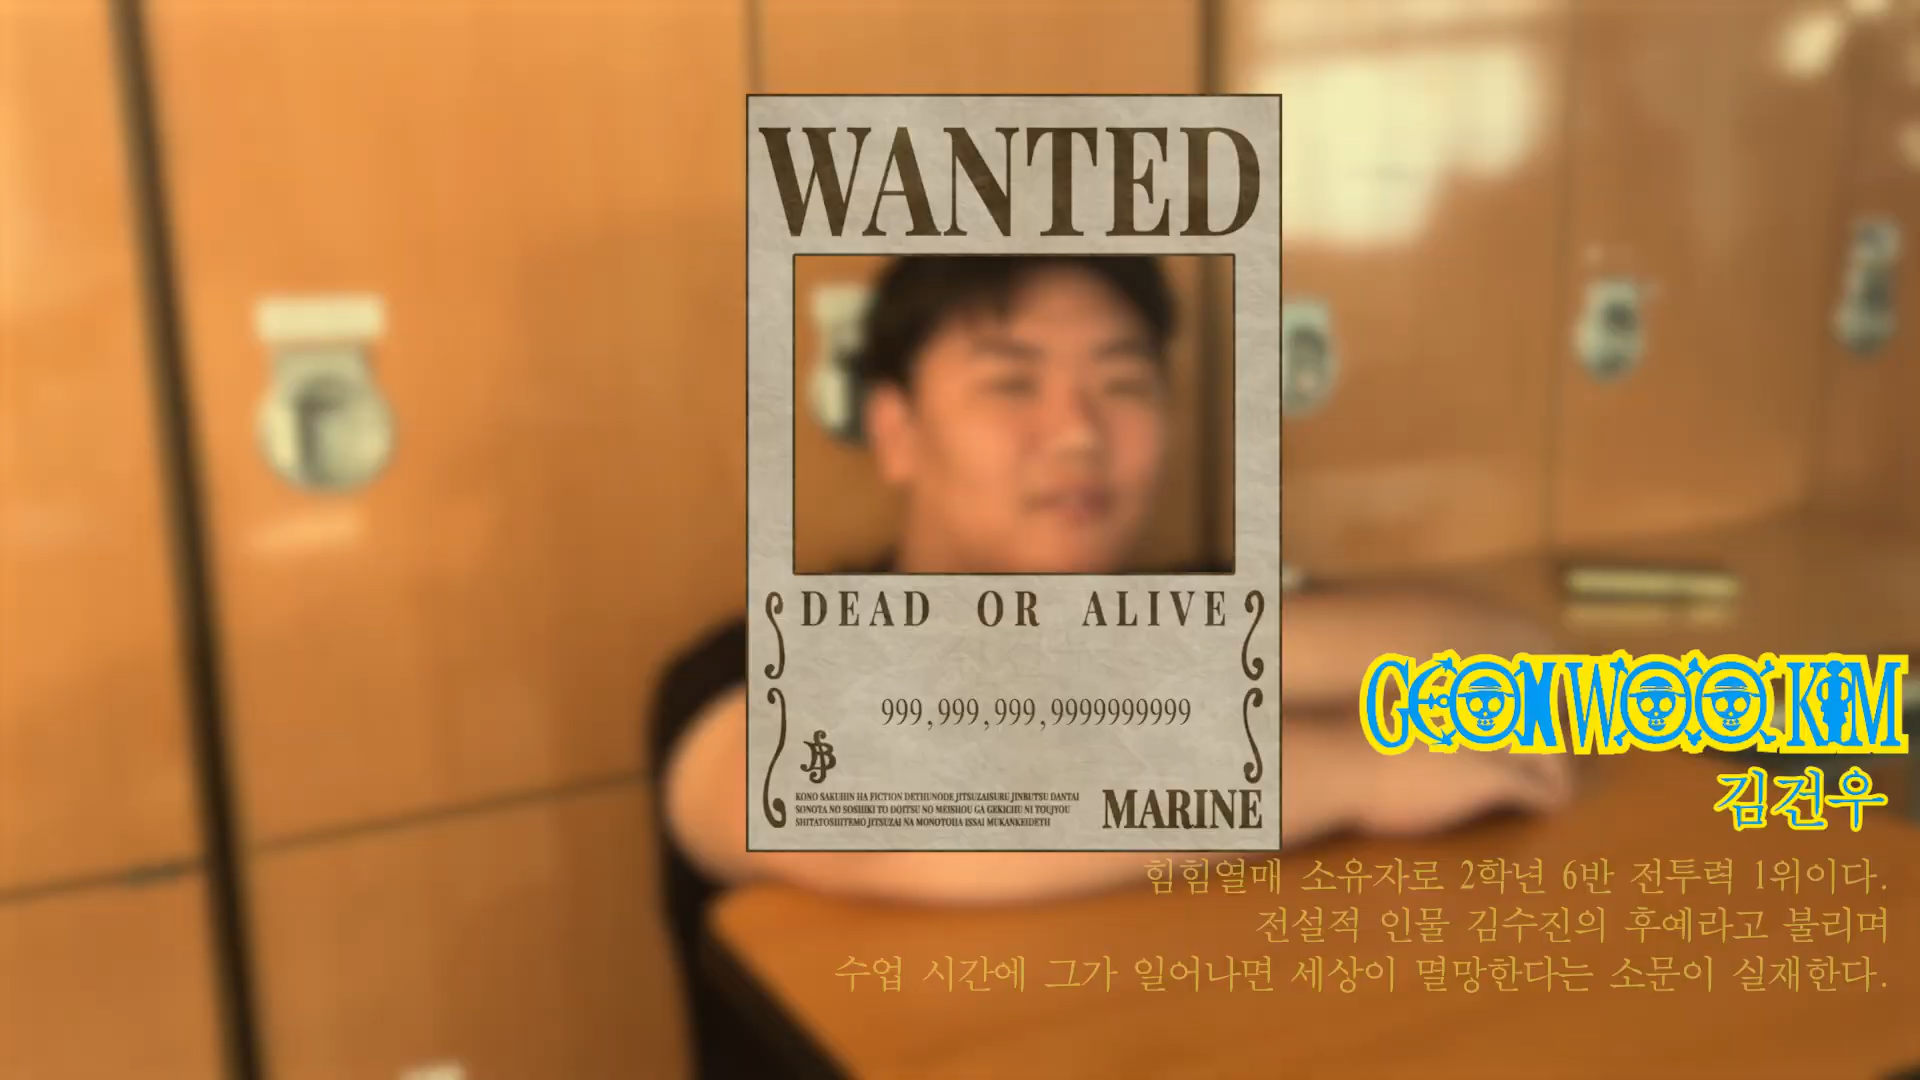 WANTED
DEAD OR ALIVE
999,999,999,9999999999
KONO SAKUHIN HA FICTION DETHUNODE JITSUZAISURU JINBUTSU DANTAI
SONOTA NO SOSHIKI TO DOITSU NO MEISHOU GA GEKICHU NI TOUJYOU
SHITATOSHITEMO JITSUZAI NA MONOTOHA ISSAI MUKANKEIDETH
MARINE
GEONWOO KIM
김건우
힘힘열매 소유자로 2학년 6반 전투력 1위이다.
전설적 인물 김수진의 후예라고 불리며
수업 시간에 그가 일어나면 세상이 멸망한다는 소문이 실재한다.